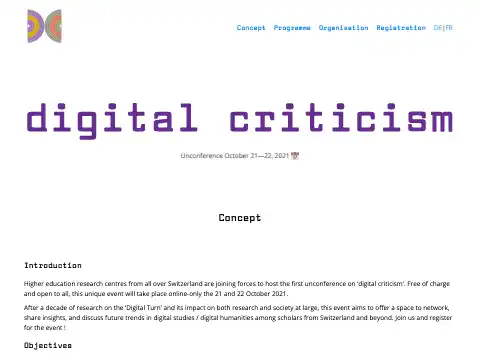 Concept Programme Organisation Registration DE|FR
digital criticism
Unconference October 21—22, 2021 📅
Concept
Introduction
Higher education research centres from all over Switzerland are joining forces to host the first unconference on 'digital criticism'. Free of charge
and open to all, this unique event will take place online-only the 21 and 22 October 2021.
After a decade of research on the 'Digital Turn' and its impact on both research and society at large, this event aims to offer a space to network,
share insights, and discuss future trends in digital studies / digital humanities among scholars from Switzerland and beyond. Join us and register
for the event !
Objectives